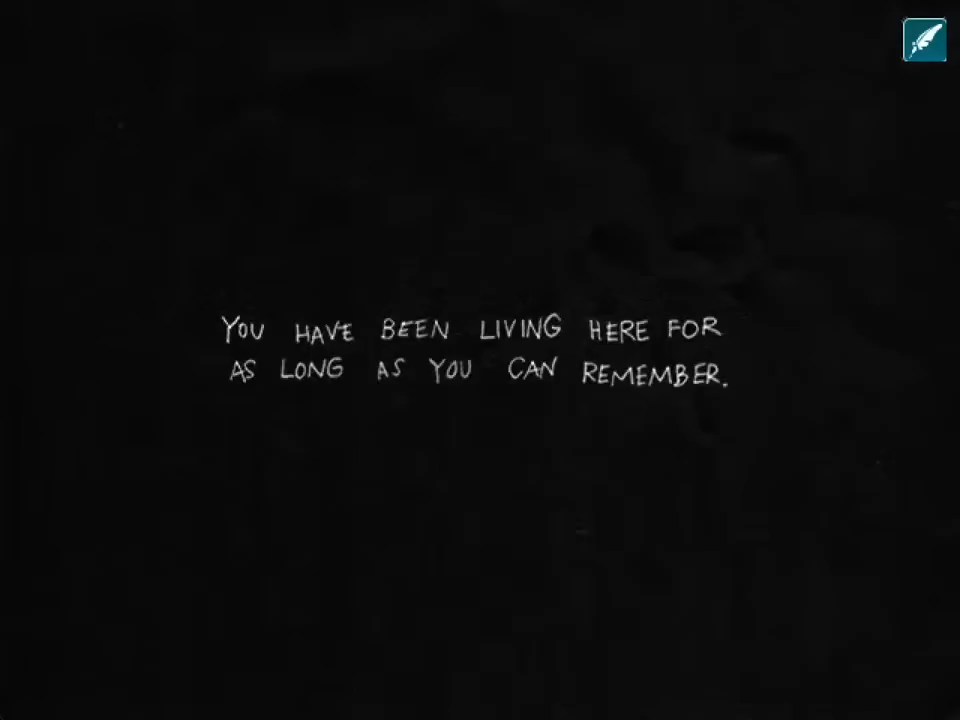 YOU HAVE BEEN LIVING HERE FOR
AS LONG AS YOU CAN REMEMBER.